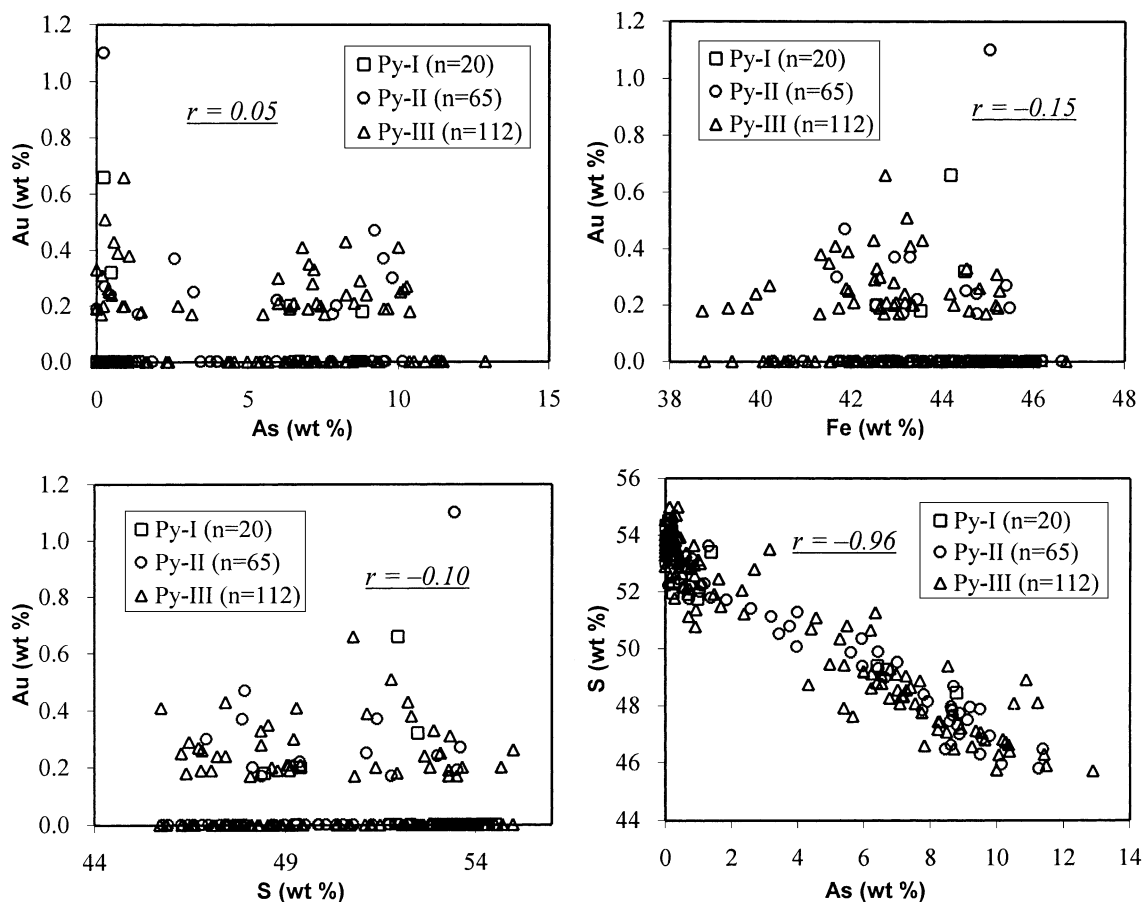 1.2
1.0
0.8
0.6
0.4
0.2
0.0
Au (wt %)
Py-I (n=20)
Py-II (n=65)
Py-III (n=112)
r = 0.05
0
5
10
15
As (wt %)
1.2
1.0
0.8
0.6
0.4
0.2
0.0
Au (wt %)
Py-I (n=20)
Py-II (n=65)
Py-III (n=112)
r = –0.15
38
40
42
44
46
48
Fe (wt %)
1.2
1.0
0.8
0.6
0.4
0.2
0.0
Au (wt %)
Py-I (n=20)
Py-II (n=65)
Py-III (n=112)
r = –0.10
44
49
54
S (wt %)
56
54
52
50
48
46
44
S (wt %)
Py-I (n=20)
Py-II (n=65)
Py-III (n=112)
r = –0.96
0
2
4
6
8
10
12
14
As (wt %)